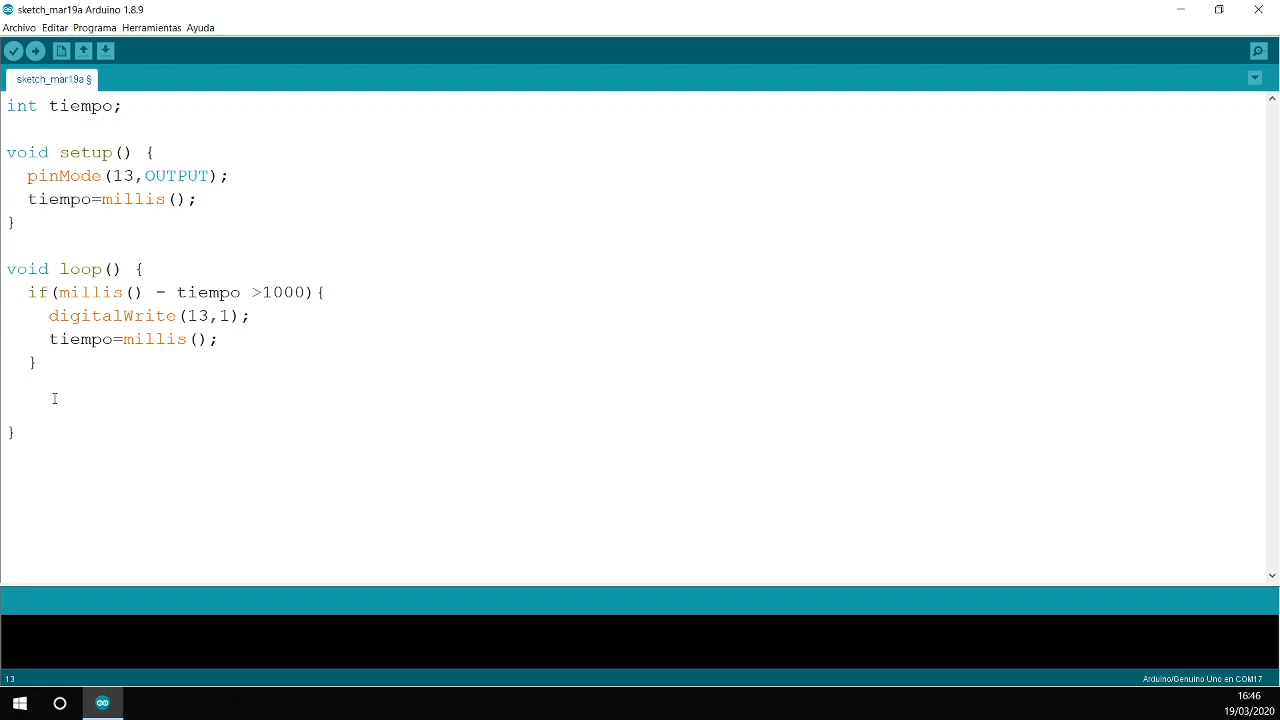 sketch_mar19a Arduino 1.8.9
Archivo Editar Programa Herramientas Ayuda
sketch_mar19a §
int tiempo;
void setup() {
  pinMode(13,OUTPUT);
  tiempo=millis();
}
void loop() {
  if(millis() - tiempo >1000){
    digitalWrite(13,1);
    tiempo=millis();
  }
}
13
Arduino/Genuino Uno en COM17
16:46
19/03/2020